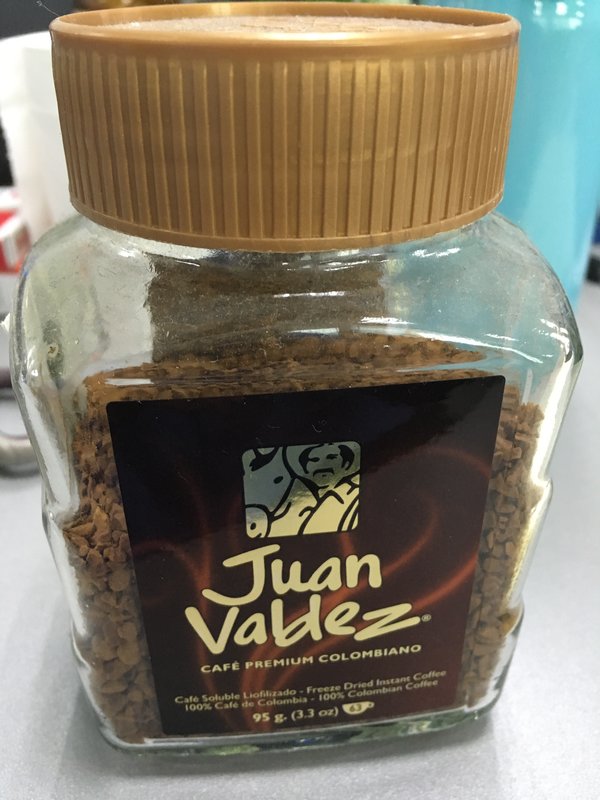 Juan
Valdez®
CAFÉ PREMIUM COLOMBIANO
Café Soluble Liofilizado - Freeze Dried Instant Coffee
100% Café de Colombia - 100% Colombian Coffee
95 g. (3.3 oz) 63